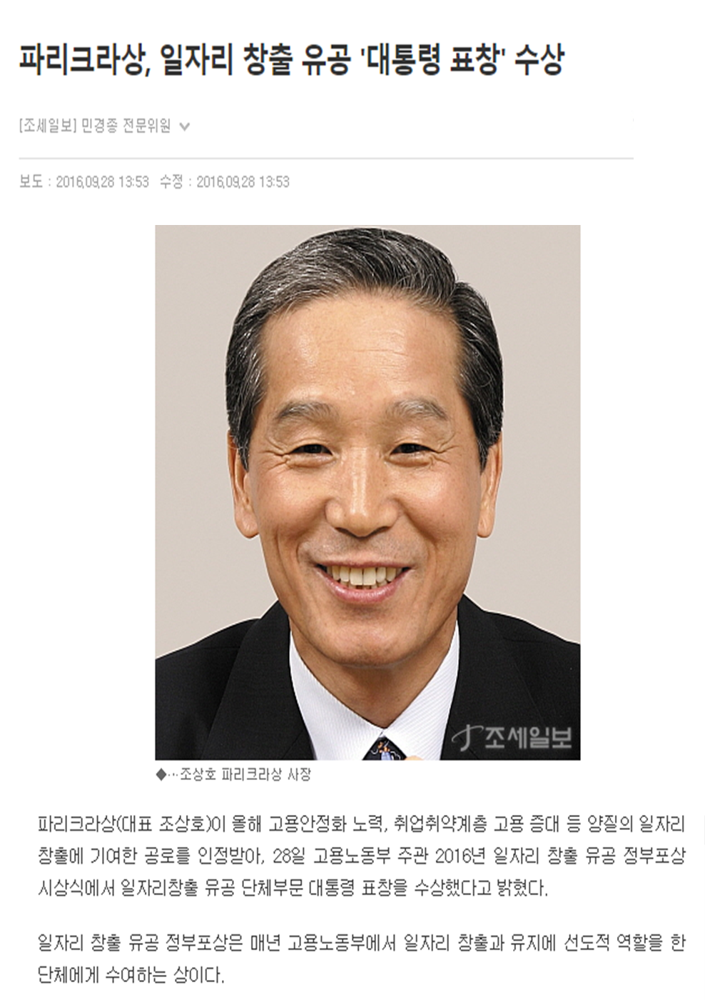 파리크라상, 일자리 창출 유공 '대통령 표창' 수상
[조세일보] 민경종 전문위원
보도 : 2016.09.28 13:53 수정 : 2016.09.28 13:53
조세일보
◆…조상호 파리크라상 사장
파리크라상(대표 조상호)이 올해 고용안정화 노력, 취업취약계층 고용 증대 등 양질의 일자리
창출에 기여한 공로를 인정받아, 28일 고용노동부 주관 2016년 일자리 창출 유공 정부포상
시상식에서 일자리창출 유공 단체부문 대통령 표창을 수상했다고 밝혔다.
일자리 창출 유공 정부포상은 매년 고용노동부에서 일자리 창출과 유지에 선도적 역할을 한
단체에게 수여하는 상이다.